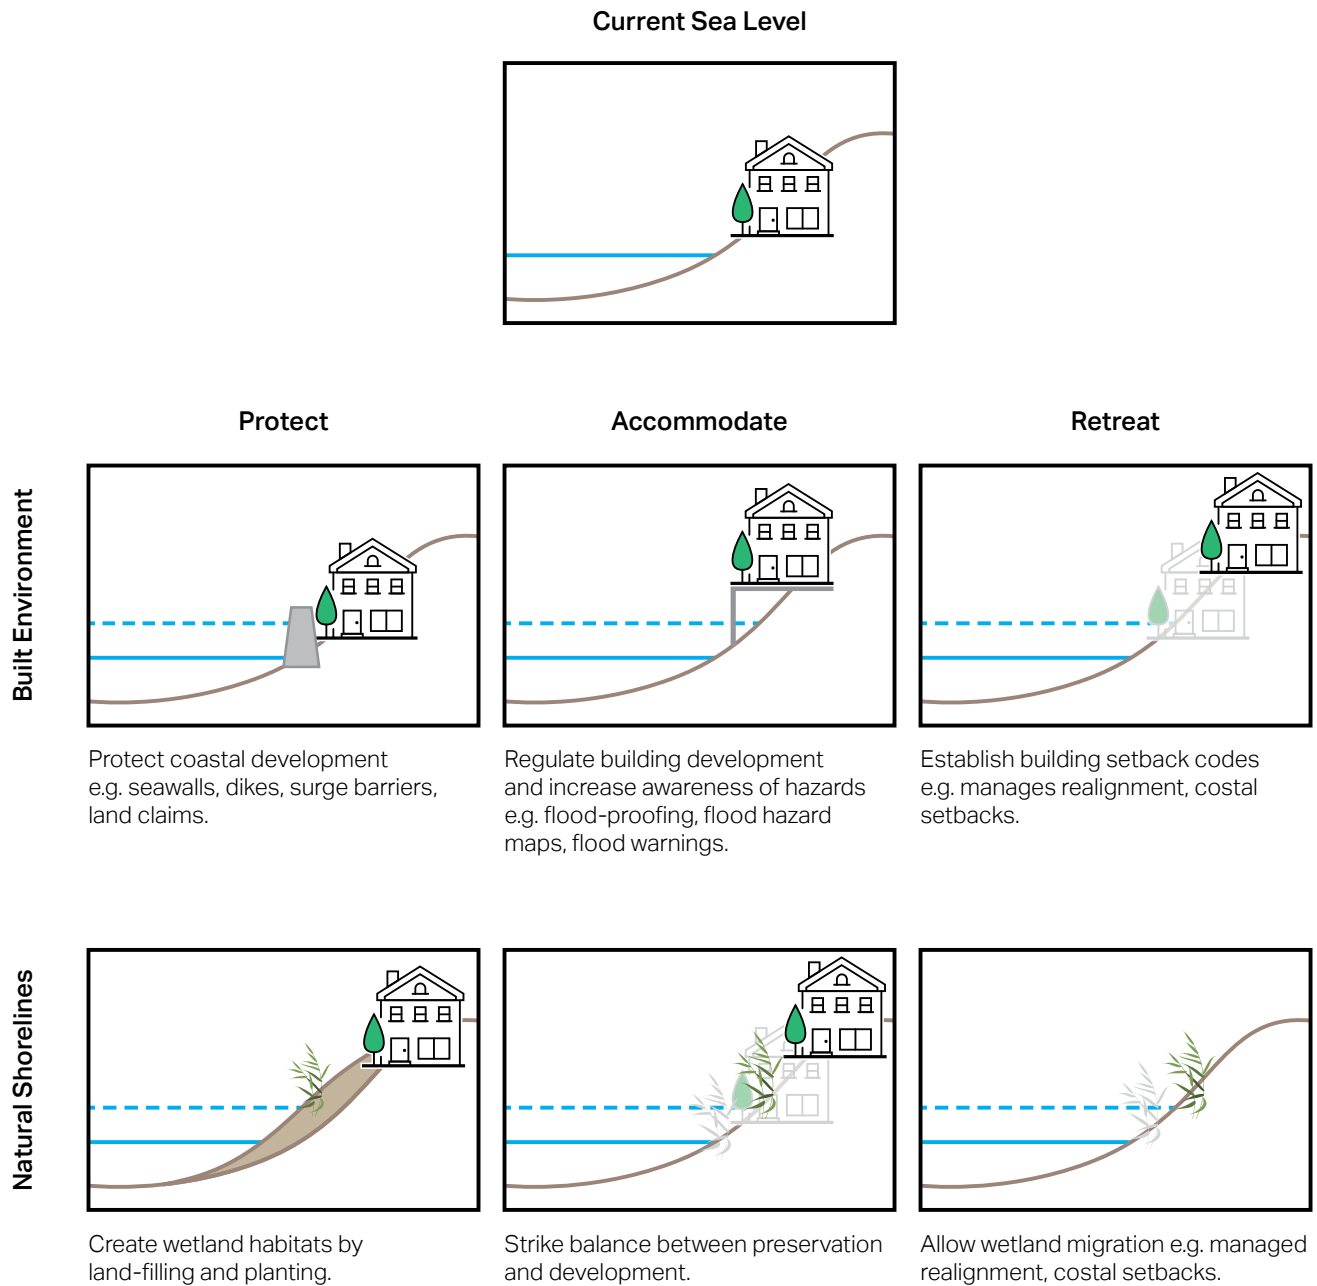 Current Sea Level
Protect
Accommodate
Retreat
Built Environment
Protect coastal development
e.g. seawalls, dikes, surge barriers,
land claims.
Regulate building development
and increase awareness of hazards
e.g. flood-proofing, flood hazard
maps, flood warnings.
Establish building setback codes
e.g. manages realignment, costal
setbacks.
Natural Shorelines
Create wetland habitats by
land-filling and planting.
Strike balance between preservation
and development.
Allow wetland migration e.g. managed
realignment, costal setbacks.